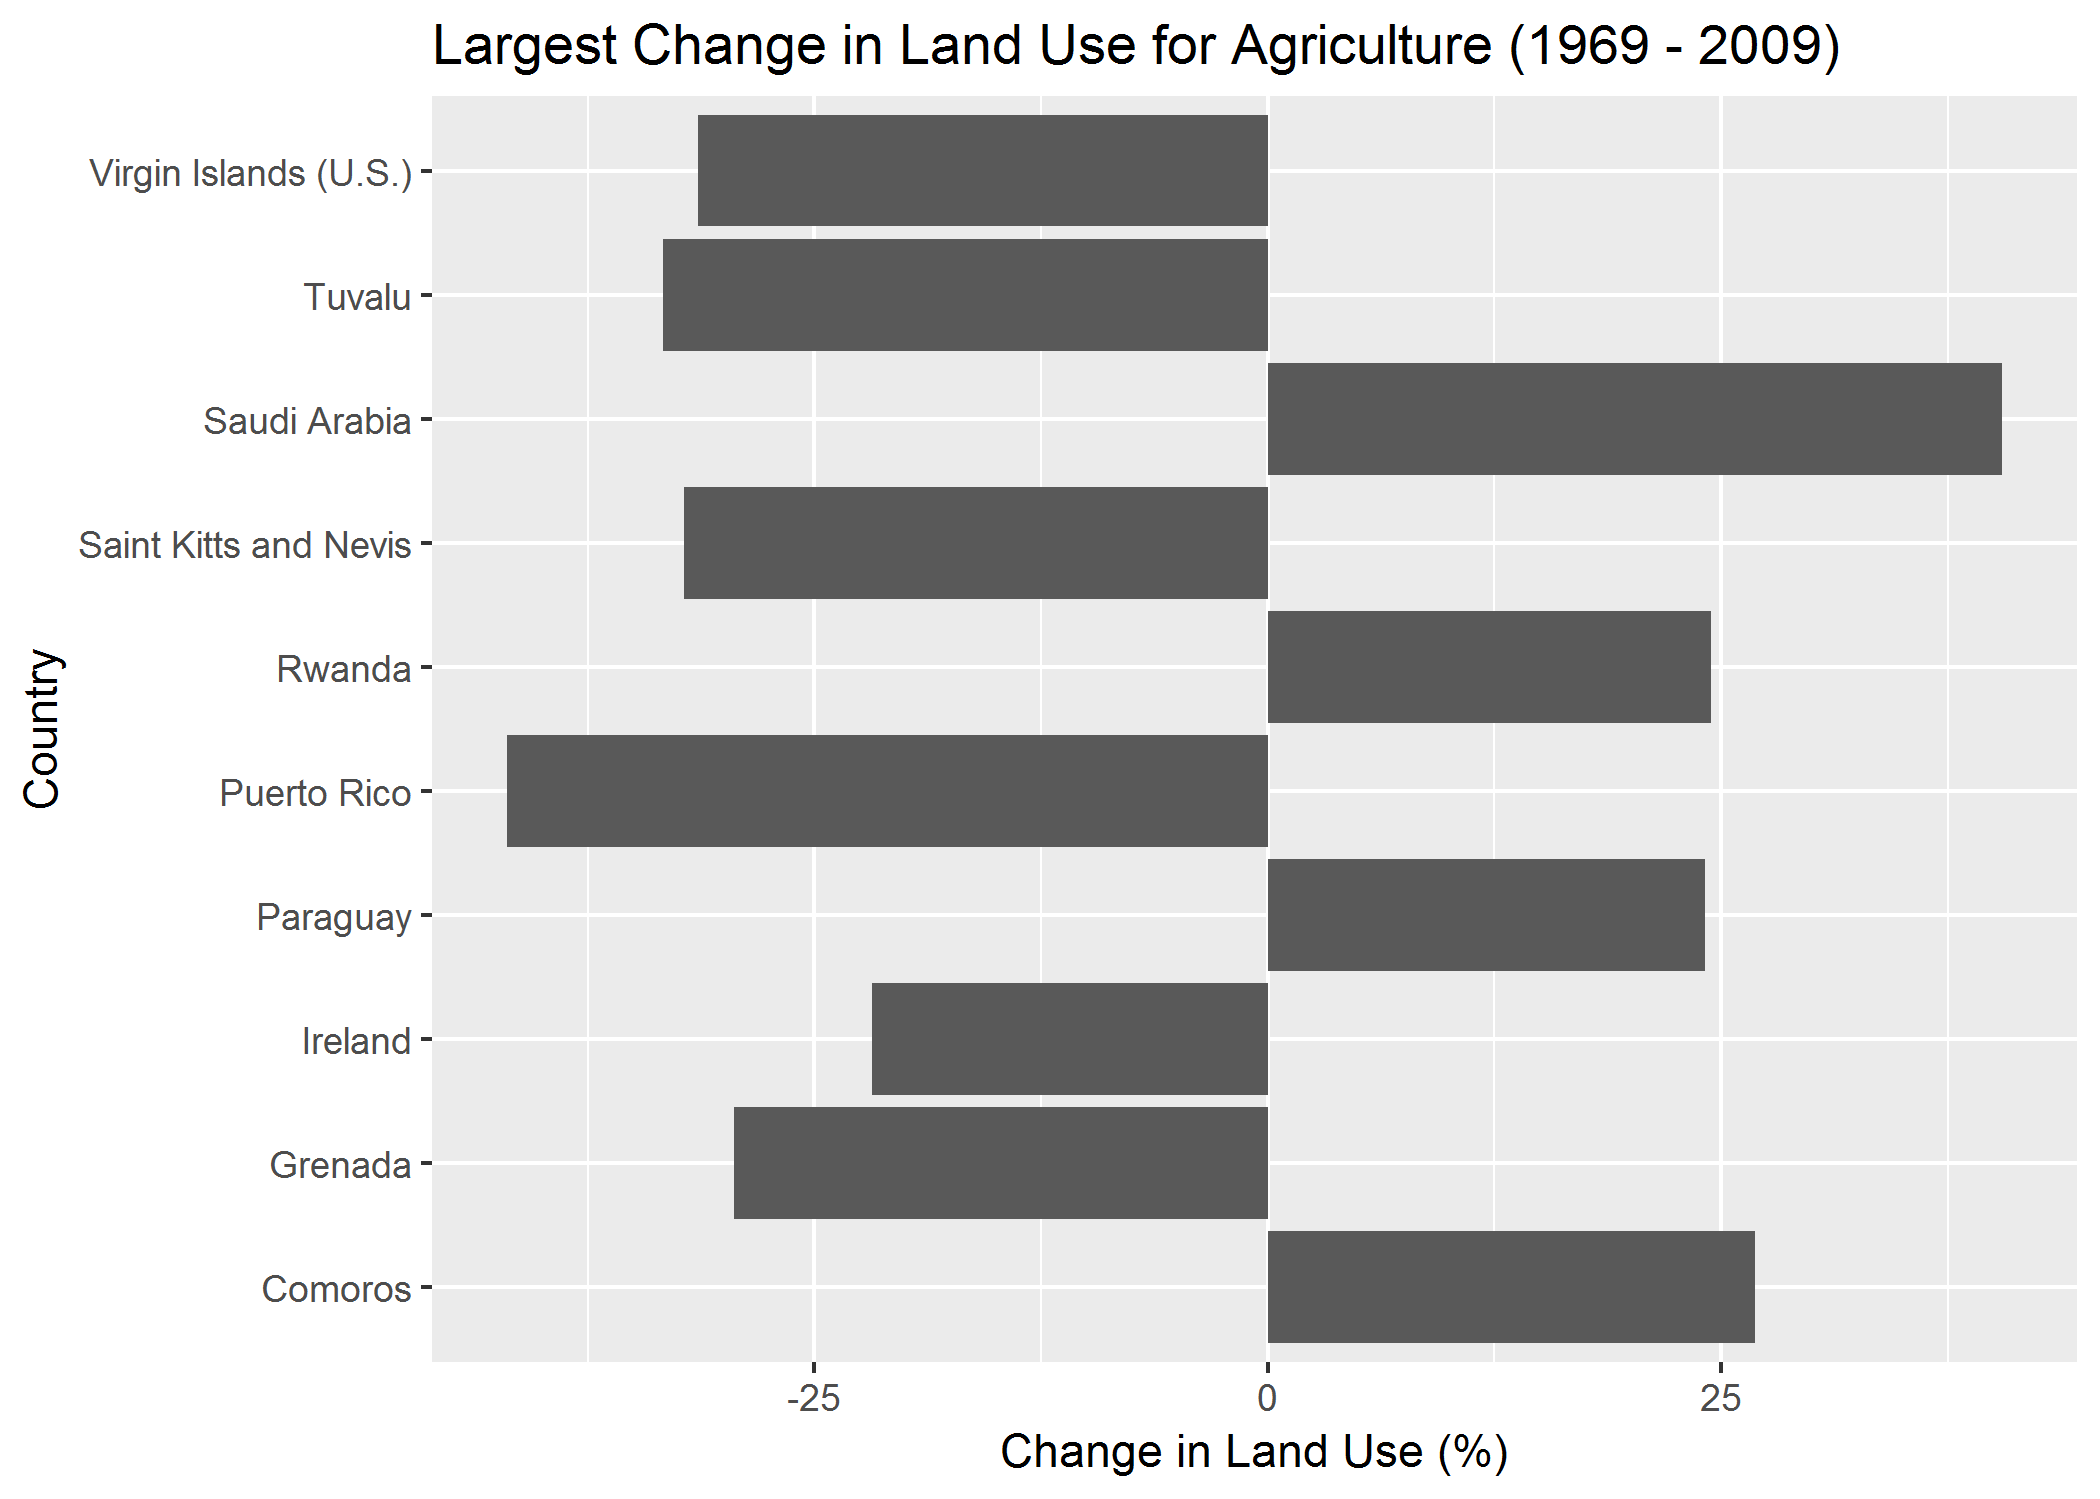 Largest Change in Land Use for Agriculture (1969 - 2009)
Virgin Islands (U.S.)
Tuvalu
Saudi Arabia
Saint Kitts and Nevis
Rwanda
Puerto Rico
Paraguay
Ireland
Grenada
Comoros
Country
-25 0 25
Change in Land Use (%)